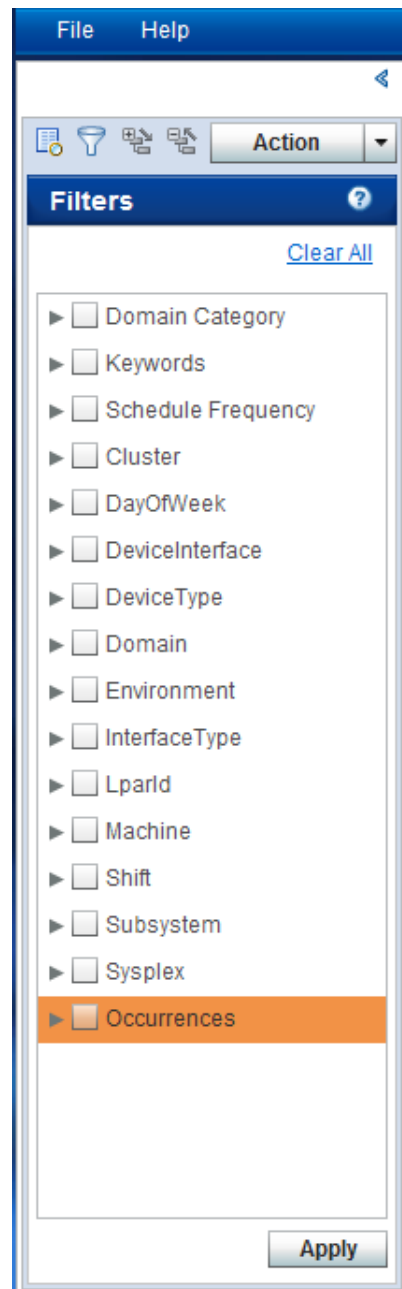 File Help
Action
Filters
Clear All
Domain Category
Keywords
Schedule Frequency
Cluster
DayOfWeek
DeviceInterface
DeviceType
Domain
Environment
InterfaceType
LparId
Machine
Shift
Subsystem
Sysplex
Occurrences
Apply